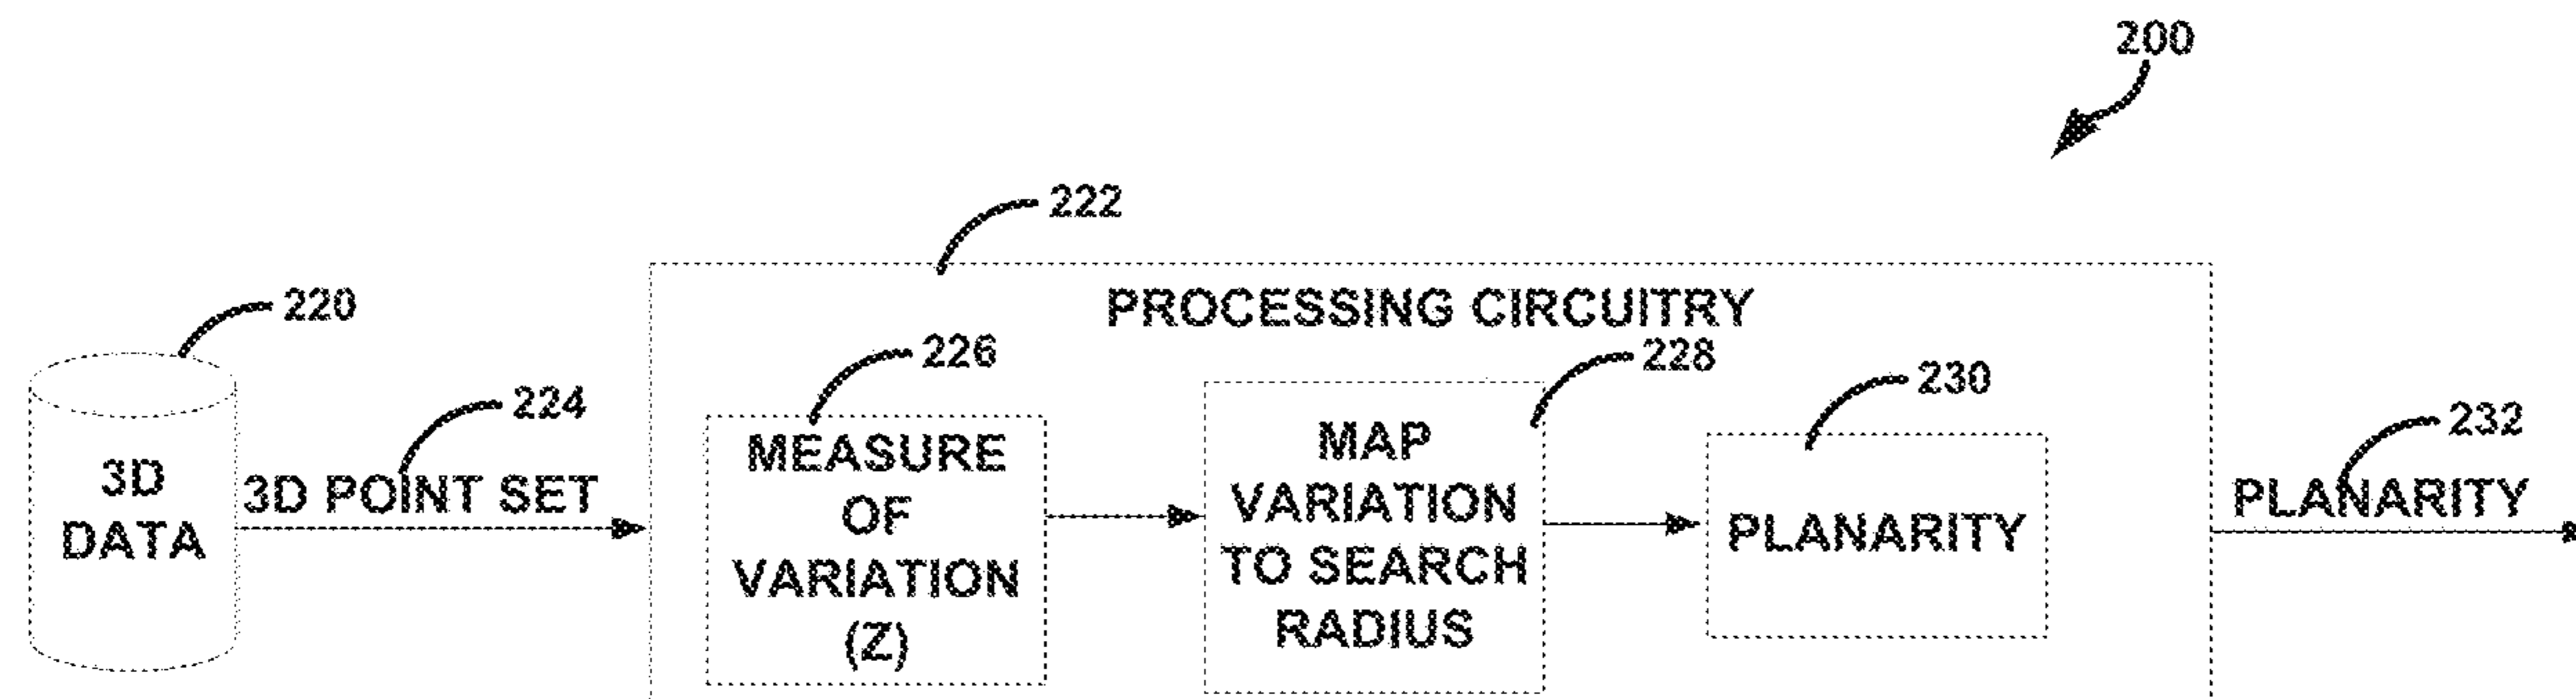 200
222
PROCESSING CIRCUITRY
220
226
228
230
224
232
3D
DATA
3D POINT SET
MEASURE
OF
VARIATION
(Z)
MAP
VARIATION
TO SEARCH
RADIUS
PLANARITY
PLANARITY